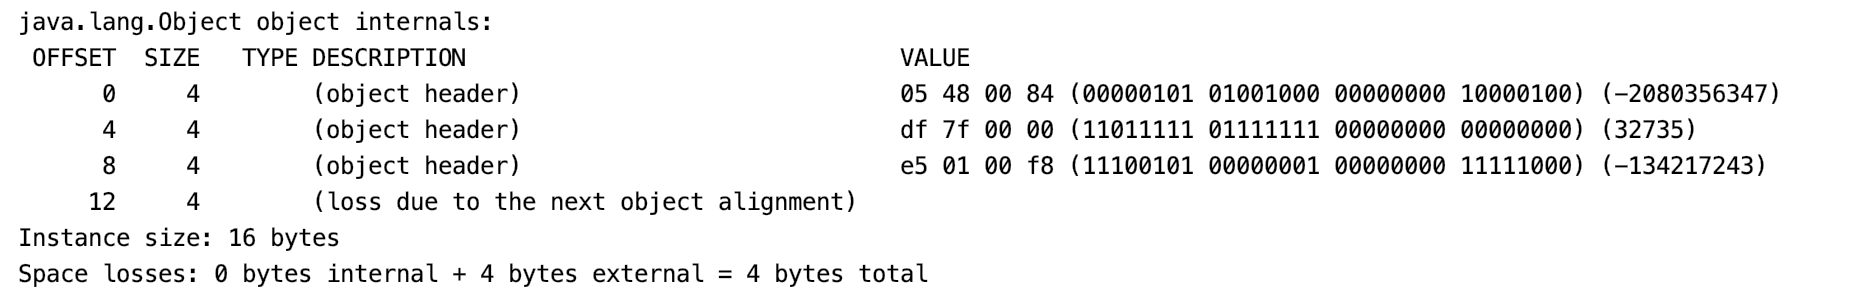 java.lang.Object object internals:
OFFSET  SIZE   TYPE DESCRIPTION                               VALUE
0     4        (object header)                           05 48 00 84 (00000101 01001000 00000000 10000100) (-2080356347)
4     4        (object header)                           df 7f 00 00 (11011111 01111111 00000000 00000000) (32735)
8     4        (object header)                           e5 01 00 f8 (11100101 00000001 00000000 11111000) (-134217243)
12     4        (loss due to the next object alignment)
Instance size: 16 bytes
Space losses: 0 bytes internal + 4 bytes external = 4 bytes total